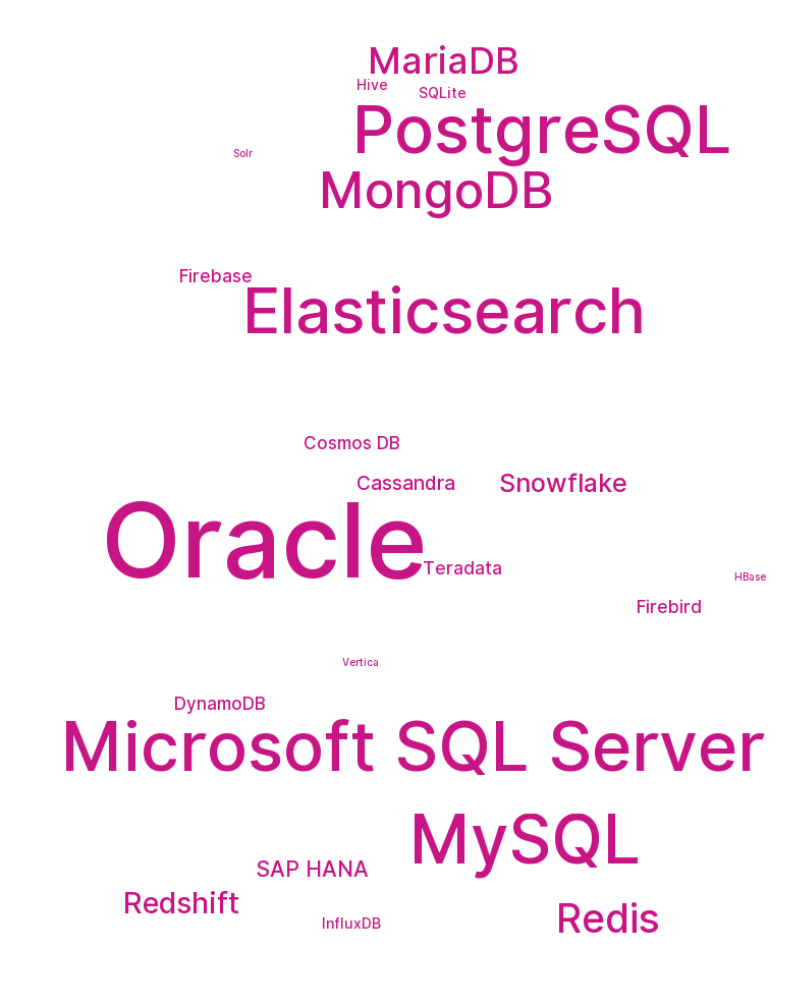 MariaDB
Hive
SQLite
PostgreSQL
Solr
MongoDB
Firebase
Elasticsearch
Cosmos DB
Cassandra
Snowflake
Oracle
Teradata
HBase
Firebird
Vertica
DynamoDB
Microsoft SQL Server
MySQL
SAP HANA
Redshift
Redis
InfluxDB